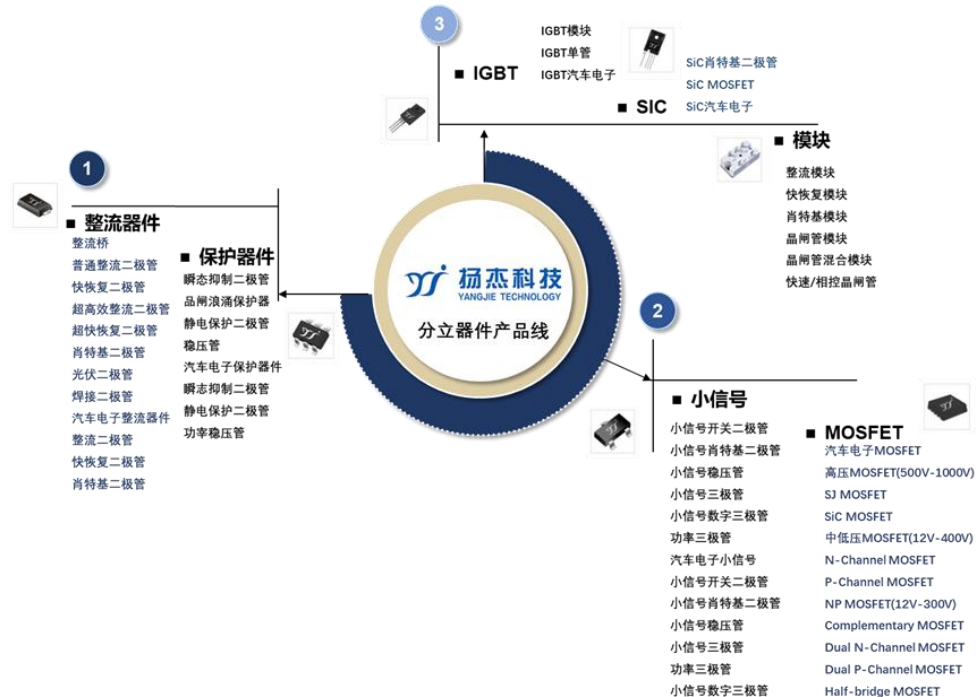 3
IGBT模块
IGBT单管
■ IGBT
IGBT汽车电子
SiC肖特基二极管
SiC MOSFET
■ SIC
SiC汽车电子
■ 模块
整流模块
快恢复模块
肖特基模块
晶闸管模块
晶闸管混合模块
快速/相控晶闸管
1
■ 整流器件
整流桥
普通整流二极管
快恢复二极管
超高效整流二极管
超快恢复二极管
肖特基二极管
光伏二极管
焊接二极管
汽车电子整流器件
整流二极管
快恢复二极管
肖特基二极管
■ 保护器件
瞬态抑制二极管
品闸浪涌保护器
静电保护二极管
稳压管
汽车电子保护器件
瞬志抑制二极管
静电保护二极管
功率稳压管
扬杰科技
YANGJIE TECHNOLOGY
分立器件产品线
2
■ 小信号
小信号开关二极管
小信号肖特基二极管
小信号稳压管
小信号三极管
小信号数字三极管
功率三极管
汽车电子小信号
小信号开关二极管
小信号肖特基二极管
小信号稳压管
小信号三极管
功率三极管
小信号数字三极管
■ MOSFET
汽车电子MOSFET
高压MOSFET(500V-1000V)
SJ MOSFET
SiC MOSFET
中低压MOSFET(12V-400V)
N-Channel MOSFET
P-Channel MOSFET
NP MOSFET(12V-300V)
Complementary MOSFET
Dual N-Channel MOSFET
Dual P-Channel MOSFET
Half-bridge MOSFET